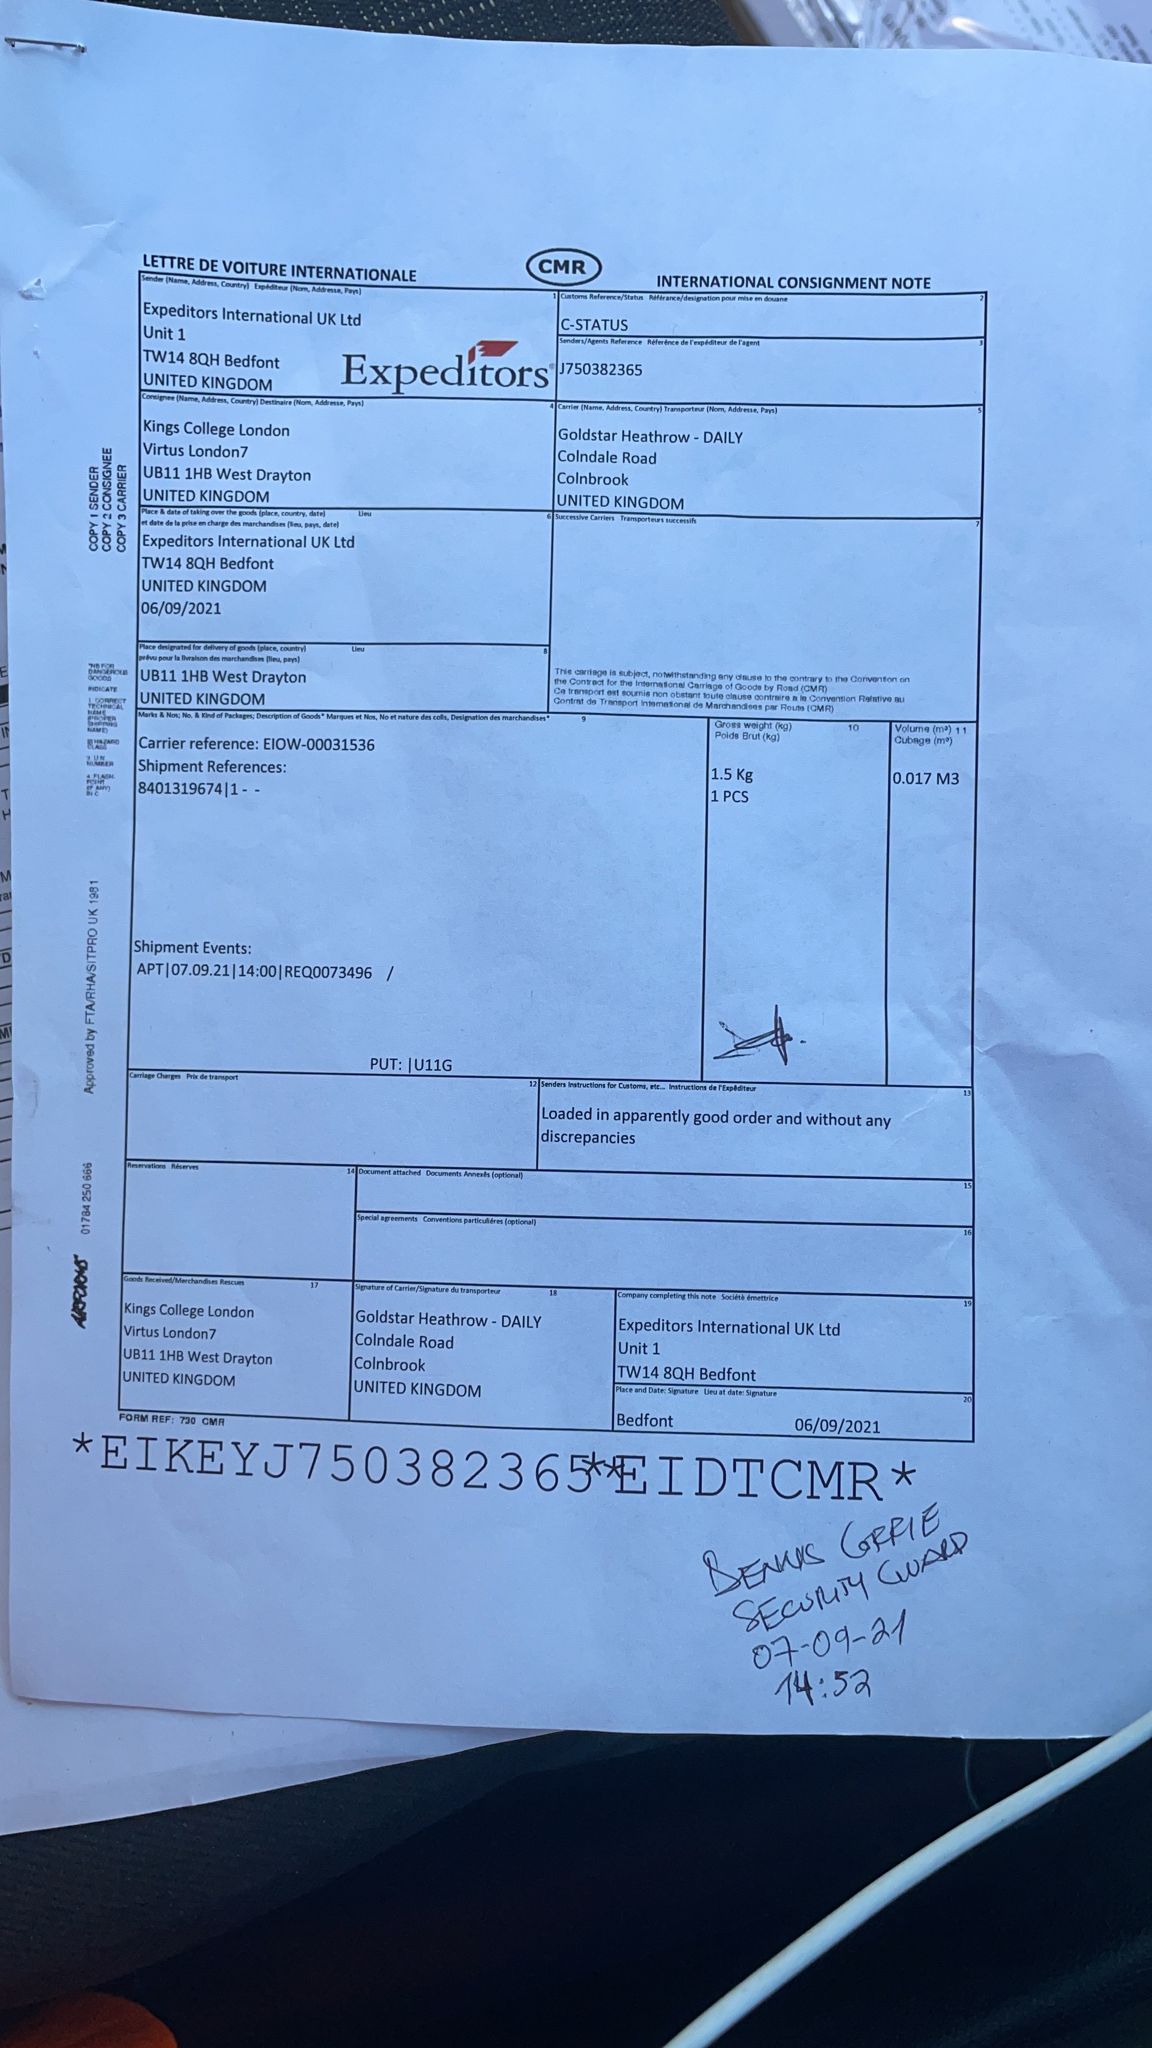 LETTRE DE VOITURE INTERNATIONALE
CMR
INTERNATIONAL CONSIGNMENT NOTE
Sender (Name, Address, Country) Expéditeur (Nom, Addresse, Pays)
1
Expeditors International UK Ltd
Unit 1
TW14 8QH Bedfont
UNITED KINGDOM
Expeditors
Customs Reference/Status Référance/designation pour mise en douane
2
C-STATUS
Senders/Agents Reference Référence de l'expéditeur de l'agent
3
J750382365
Consignee (Name, Address, Country) Destinaire (Nom, Addresse, Pays)
4
Kings College London
Virtus London7
UB11 1HB West Drayton
UNITED KINGDOM
Carrier (Name, Address, Country) Transporteur (Nom, Addresse, Pays)
5
Goldstar Heathrow - DAILY
Colndale Road
Colnbrook
UNITED KINGDOM
COPY 1 SENDER
COPY 2 CONSIGNEE
COPY 3 CARRIER
Place & date of taking over the goods (place, country, date) Lieu
et date de la prise en charge des marchandises (lieu, pays, date)
6
Expeditors International UK Ltd
TW14 8QH Bedfont
UNITED KINGDOM
06/09/2021
Successive Carriers Transporteurs successifs
7
Place designated for delivery of goods (place, country) Lieu
prévu pour la livraison des marchandises (lieu, pays)
8
UB11 1HB West Drayton
UNITED KINGDOM
This carriage is subject, notwithstanding any clause to the contrary to the Convention on
the Contract for the International Carriage of Goods by Road (CMR)
Ce transport est soumis non obstant toute clause contraire a le Convention Relative au
Contrat de Transport International de Marchandises par Route (CMR)
Marks & Nos; No, & Kind of Packages; Description of Goods* Marques et Nos, No et nature des colis, Designation des marchandises*
9
Gross weight (kg) 10
Poids Brut (kg)
Volume (m³) 11
Cubage (m³)
Carrier reference: EIOW-00031536
Shipment References:
8401319674|1 - -
1.5 Kg
1 PCS
0.017 M3
Shipment Events:
APT|07.09.21|14:00|REQ0073496 /
PUT: |U11G
Approved by FTA/RHA/SITPRO UK 1981
01784 250 666
Carriage Charges Prix de transport
12
Senders Instructions for Customs, etc... Instructions de l'Expéditeur
13
Loaded in apparently good order and without any
discrepancies
Reservations Réserves
14
Document attached Documents Annexés (optional)
15
Special agreements Conventions particuliéres (optional)
16
Goods Received/Merchandises Rescues
17
Kings College London
Virtus London7
UB11 1HB West Drayton
UNITED KINGDOM
Signature of Carrier/Signature du transporteur
18
Goldstar Heathrow - DAILY
Colndale Road
Colnbrook
UNITED KINGDOM
Company completing this note Société émettrice
19
Expeditors International UK Ltd
Unit 1
TW14 8QH Bedfont
Place and Date: Signature Lieu at date: Signature
20
Bedfont 06/09/2021
FORM REF: 730 CMR
*EIKEYJ750382365**EIDTCMR*
CORRIE
SECURITY GUARD
07-09-21
14:52